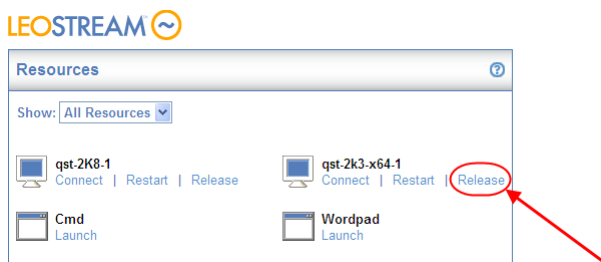 LEOSTREAM
Resources
Show: All Resources
qst-2K8-1
Connect | Restart | Release
qst-2k3-x64-1
Connect | Restart | Release
Cmd
Launch
Wordpad
Launch